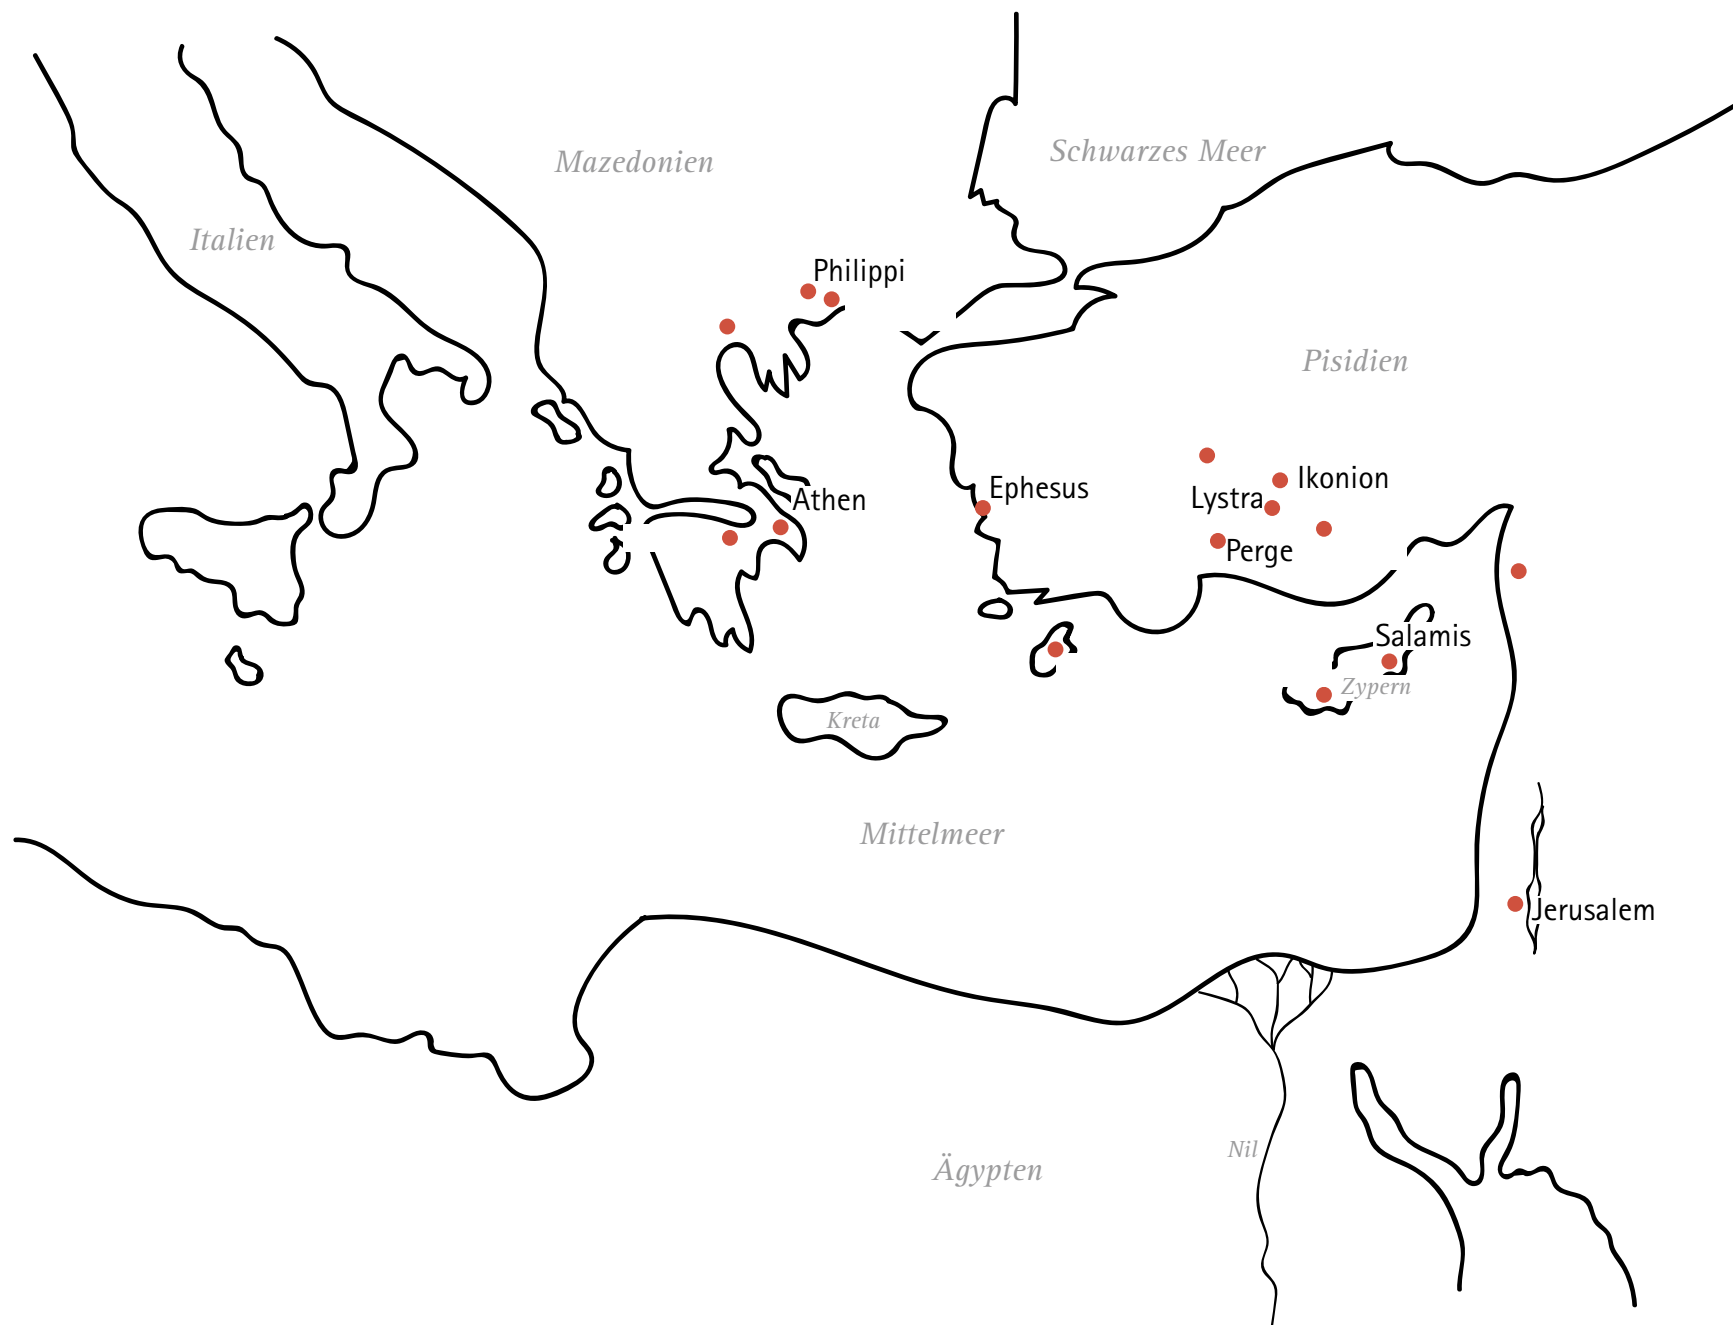 Mazedonien
Schwarzes Meer
Italien
Philippi
Pisidien
Ephesus
Ikonion
Lystra
Athen
Perge
Salamis
Zypern
Kreta
Mittelmeer
Jerusalem
Nil
Ägypten